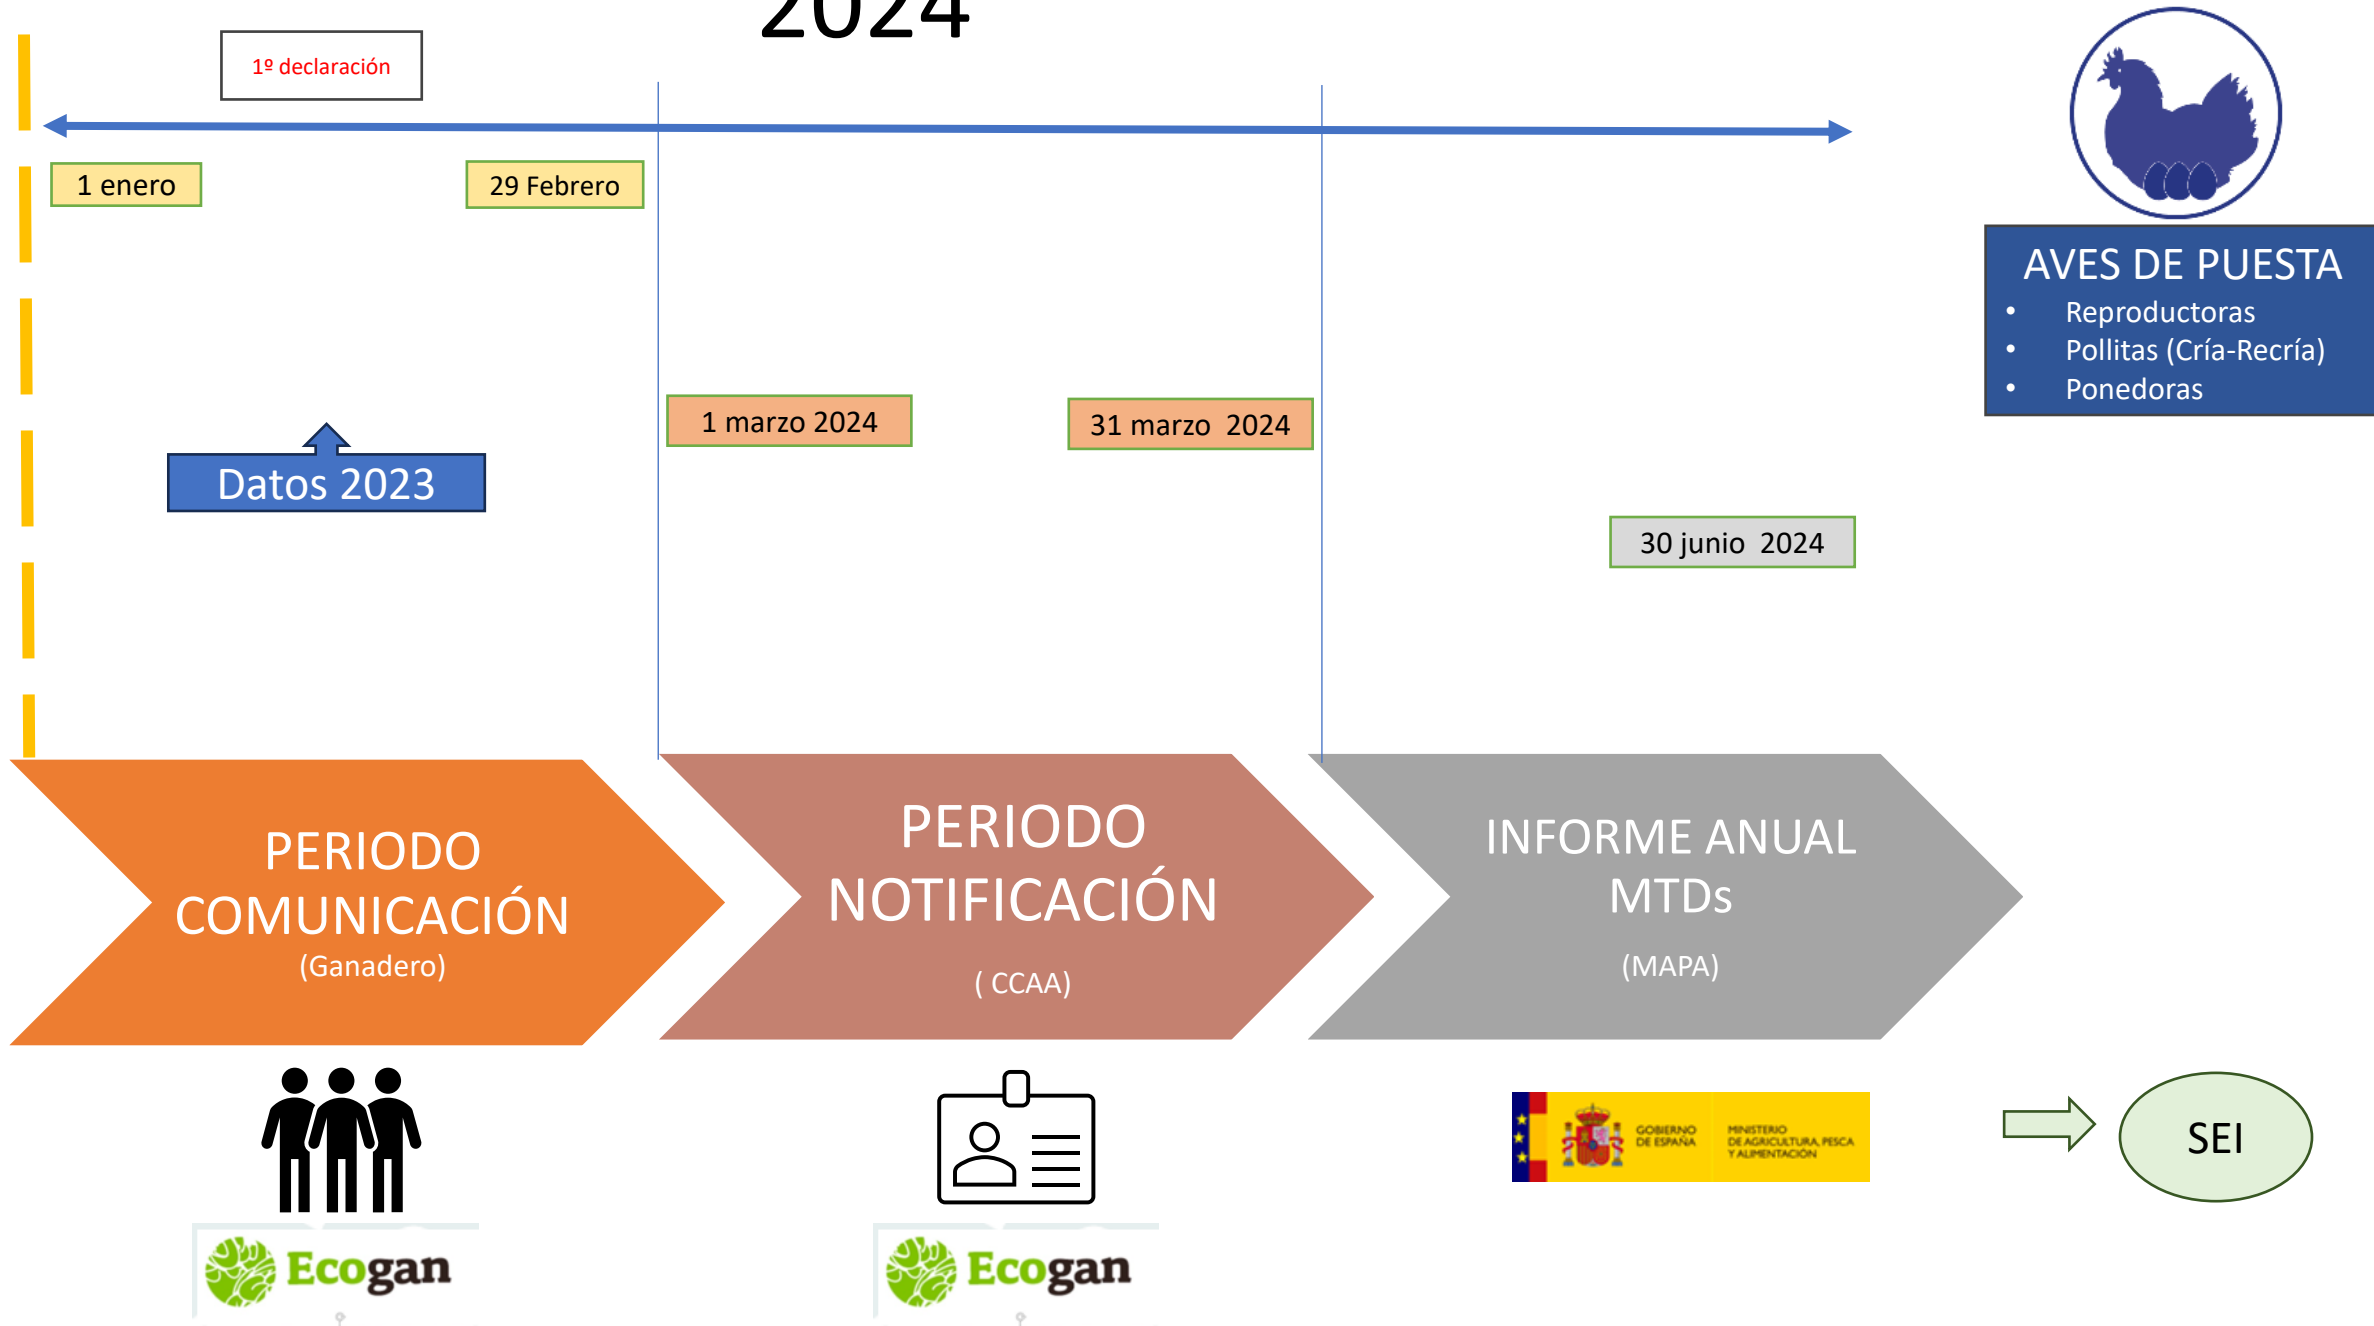 2024
1º declaración
1 enero
29 Febrero
AVES DE PUESTA
• Reproductoras
• Pollitas (Cría-Recría)
• Ponedoras
1 marzo 2024
31 marzo 2024
Datos 2023
30 junio 2024
PERIODO
COMUNICACIÓN
(Ganadero)
PERIODO
NOTIFICACIÓN
( CCAA)
INFORME ANUAL
MTDs
(MAPA)
GOBIERNO
DE ESPAÑA
MINISTERIO
DE AGRICULTURA, PESCA
Y ALIMENTACIÓN
SEI
Ecogan
Ecogan